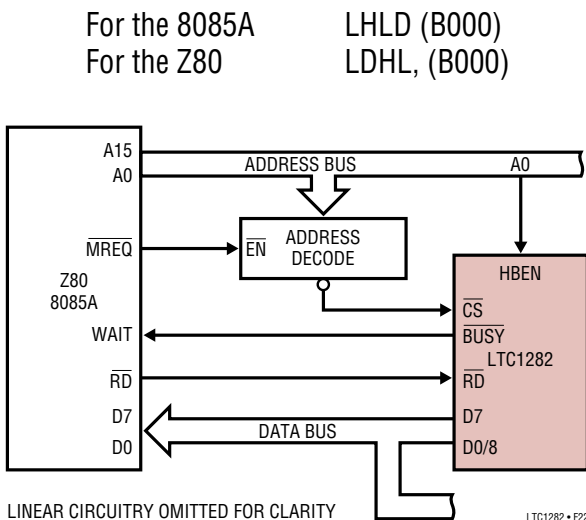 For the 8085A LHLD (B000)
For the Z80 LDHL, (B000)
A15
A0
ADDRESS BUS
A0
MREQ
EN
ADDRESS
DECODE
HBEN
Z80
8085A
CS
WAIT
BUSY
LTC1282
RD
RD
D7
D7
D0
DATA BUS
D0/8
LINEAR CIRCUITRY OMITTED FOR CLARITY
LTC1282 • F22